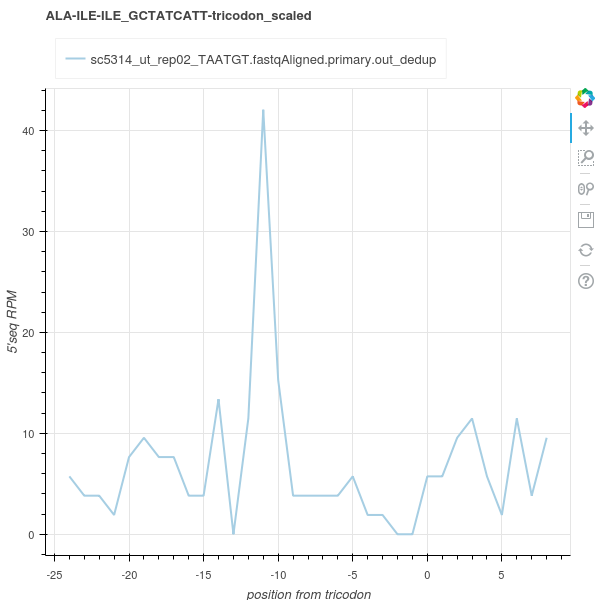 ALA-ILE-ILE_GCTATCATT-tricodon_scaled
sc5314_ut_rep02_TAATGT.fastqAligned.primary.out_dedup
40
30
20
10
0
5'seq RPM
-25 -20 -15 -10 -5 0 5
position from tricodon